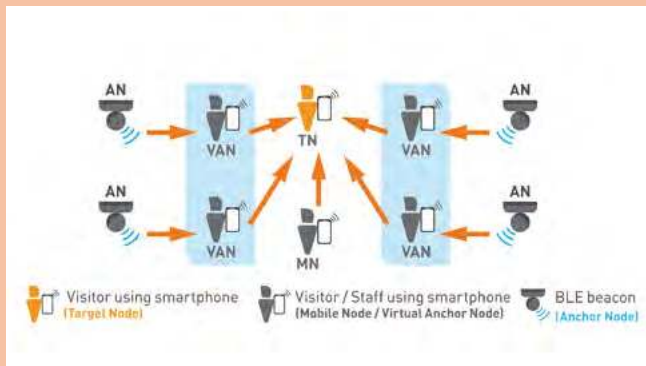 AN
AN
VAN
TN
VAN
AN
AN
VAN
MN
VAN
Visitor using smartphone
(Target Node)
Visitor / Staff using smartphone
(Mobile Node / Virtual Anchor Node)
BLE beacon
(Anchor Node)